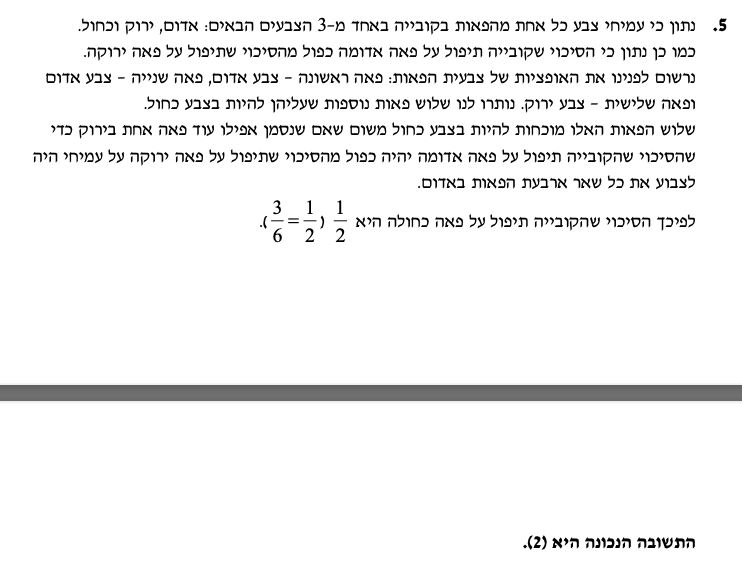 5. נתון כי עמיחי צבע כל אחת מהפאות בקובייה באחד מ-3 הצבעים הבאים: אדום, ירוק וכחול.
כמו כן נתון כי הסיכוי שקובייה תיפול על פאה אדומה כפול מהסיכוי שתיפול על פאה ירוקה.
נרשום לפנינו את האופציות של צבעית הפאות: פאה ראשונה – צבע אדום, פאה שנייה – צבע אדום
ופאה שלישית – צבע ירוק. נותרו לנו שלוש פאות נוספות שעליהן להיות בצבע כחול.
שלוש הפאות האלו מוכחות להיות בצבע כחול משום שאם שנסמן אפילו עוד פאה אחת בירוק כדי
שהסיכוי שהקובייה תיפול על פאה אדומה יהיה כפול מהסיכוי שתיפול על פאה ירוקה על עמיחי היה
לצבוע את כל שאר ארבעת הפאות באדום.
לפיכך הסיכוי שהקובייה תיפול על פאה כחולה היא 1/2 (3/6 = 1/2).
התשובה הנכונה היא (2).